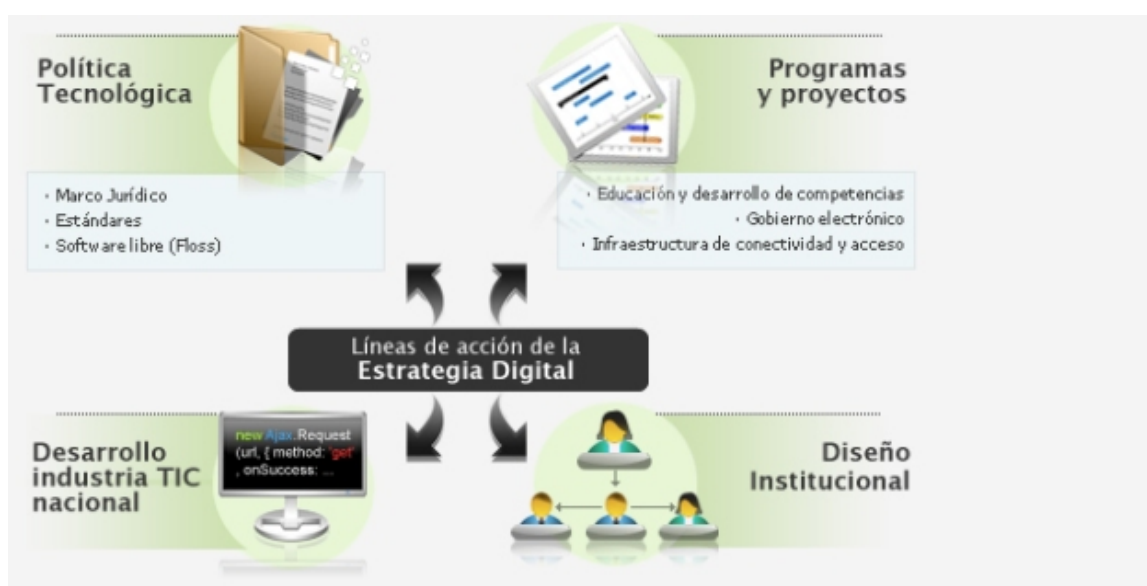 Política
Tecnológica
· Marco Jurídico
· Estándares
· Software libre (Floss)
Programas
y proyectos
· Educación y desarrollo de competencias
· Gobierno electrónico
· Infraestructura de conectividad y acceso
Líneas de acción de la
Estrategia Digital
Desarrollo
industria TIC
nacional
new Ajax.Request
(url, { method: 'get'
, onSuccess: ...
Diseño
Institucional